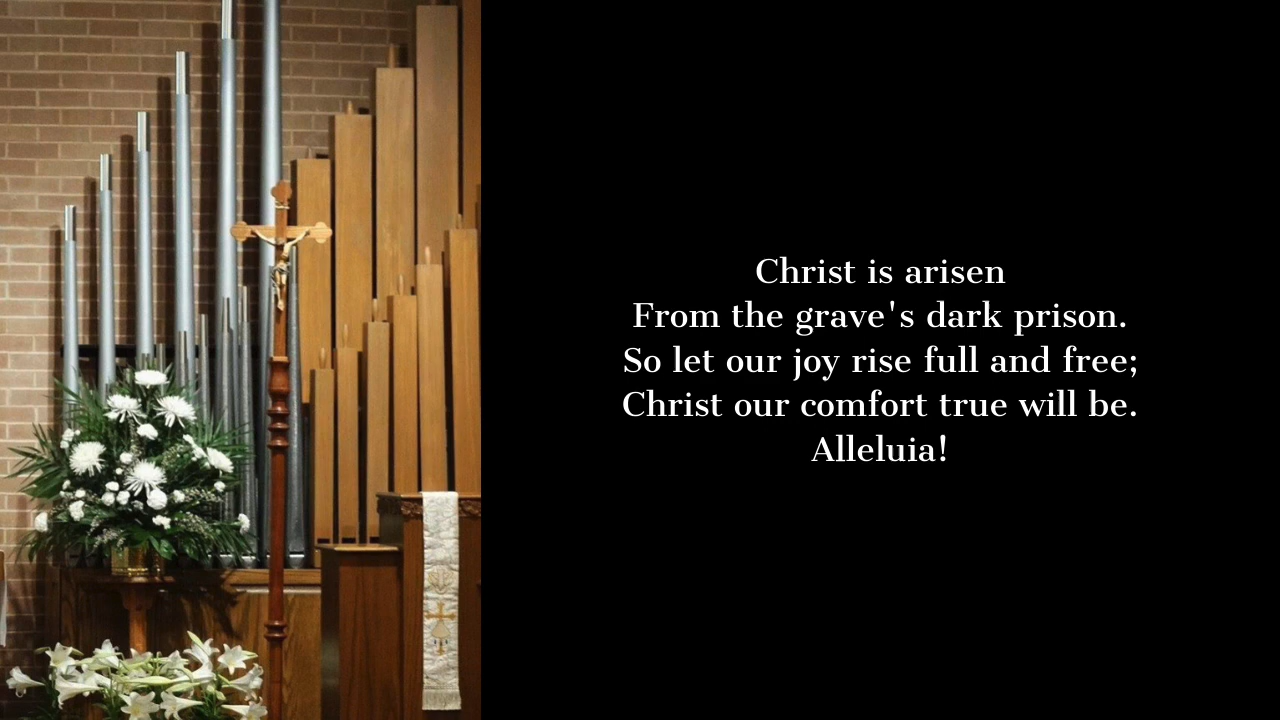 Christ is arisen
From the grave's dark prison.
So let our joy rise full and free;
Christ our comfort true will be.
Alleluia!